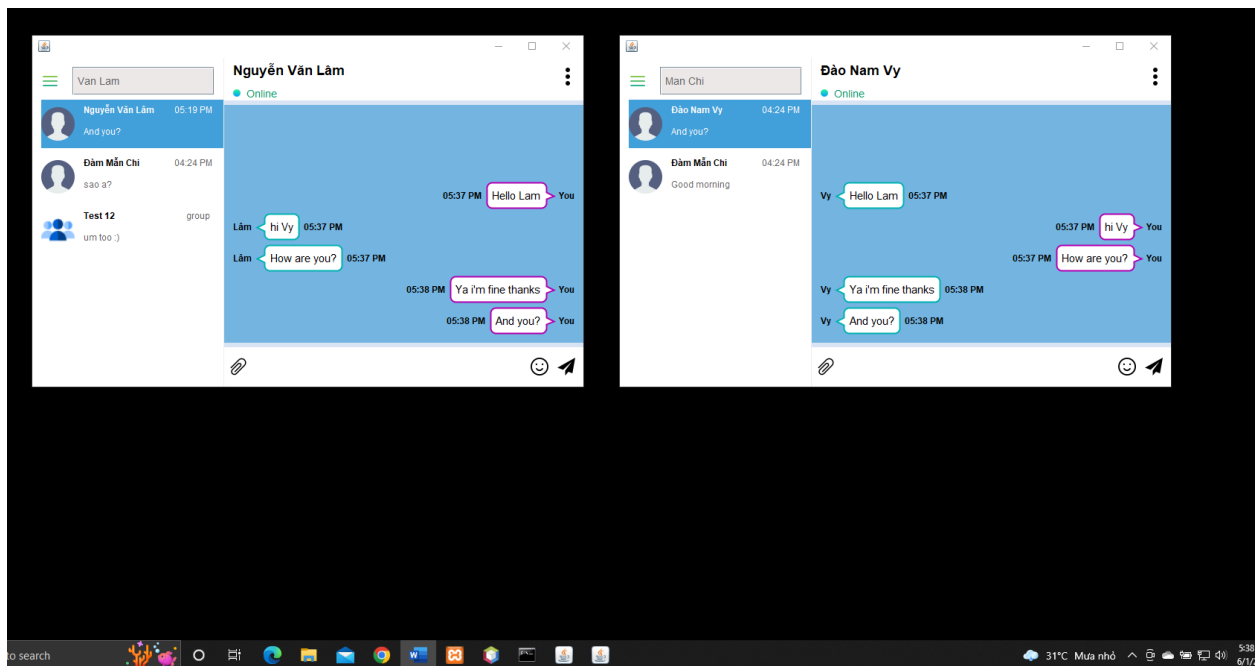 Van Lam
Nguyễn Văn Lâm
Online
Nguyễn Văn Lâm 05:19 PM
And you?
Đàm Mẫn Chi 04:24 PM
sao a?
Test 12 group
um too :)
05:37 PM Hello Lam You
Lâm hi Vy 05:37 PM
Lâm How are you? 05:37 PM
05:38 PM Ya i'm fine thanks You
05:38 PM And you? You
Man Chi
Đào Nam Vy
Online
Đào Nam Vy 04:24 PM
And you?
Đàm Mẫn Chi 04:24 PM
Good morning
Vy Hello Lam 05:37 PM
05:37 PM hi Vy You
05:37 PM How are you? You
Vy Ya i'm fine thanks 05:38 PM
Vy And you? 05:38 PM
to search
31°C Mưa nhỏ
5:38
6/1/